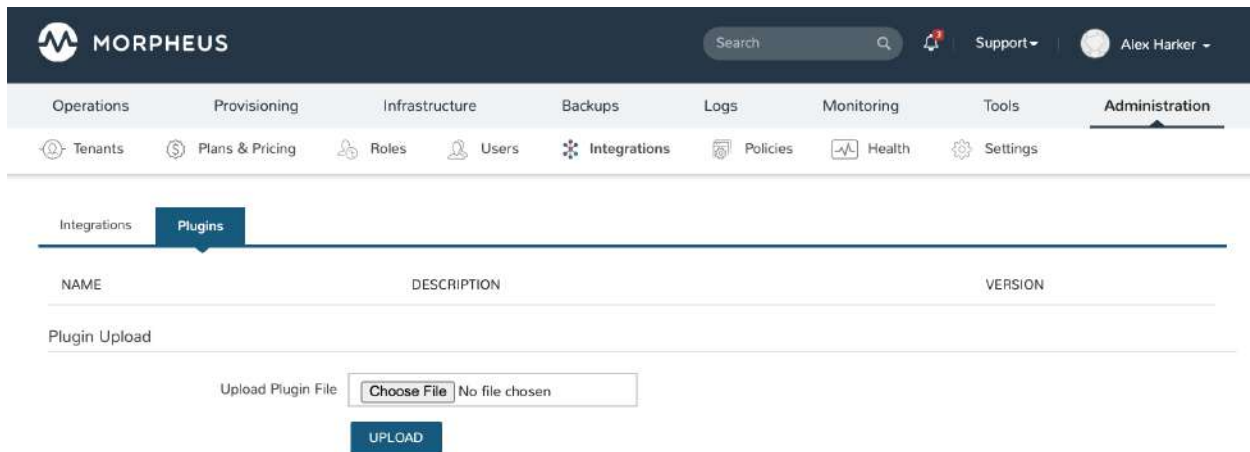 MORPHEUS Search 3 Support Alex Harker
Operations Provisioning Infrastructure Backups Logs Monitoring Tools Administration
Tenants Plans & Pricing Roles Users Integrations Policies Health Settings
Integrations Plugins
NAME DESCRIPTION VERSION
Plugin Upload
Upload Plugin File Choose File No file chosen
UPLOAD